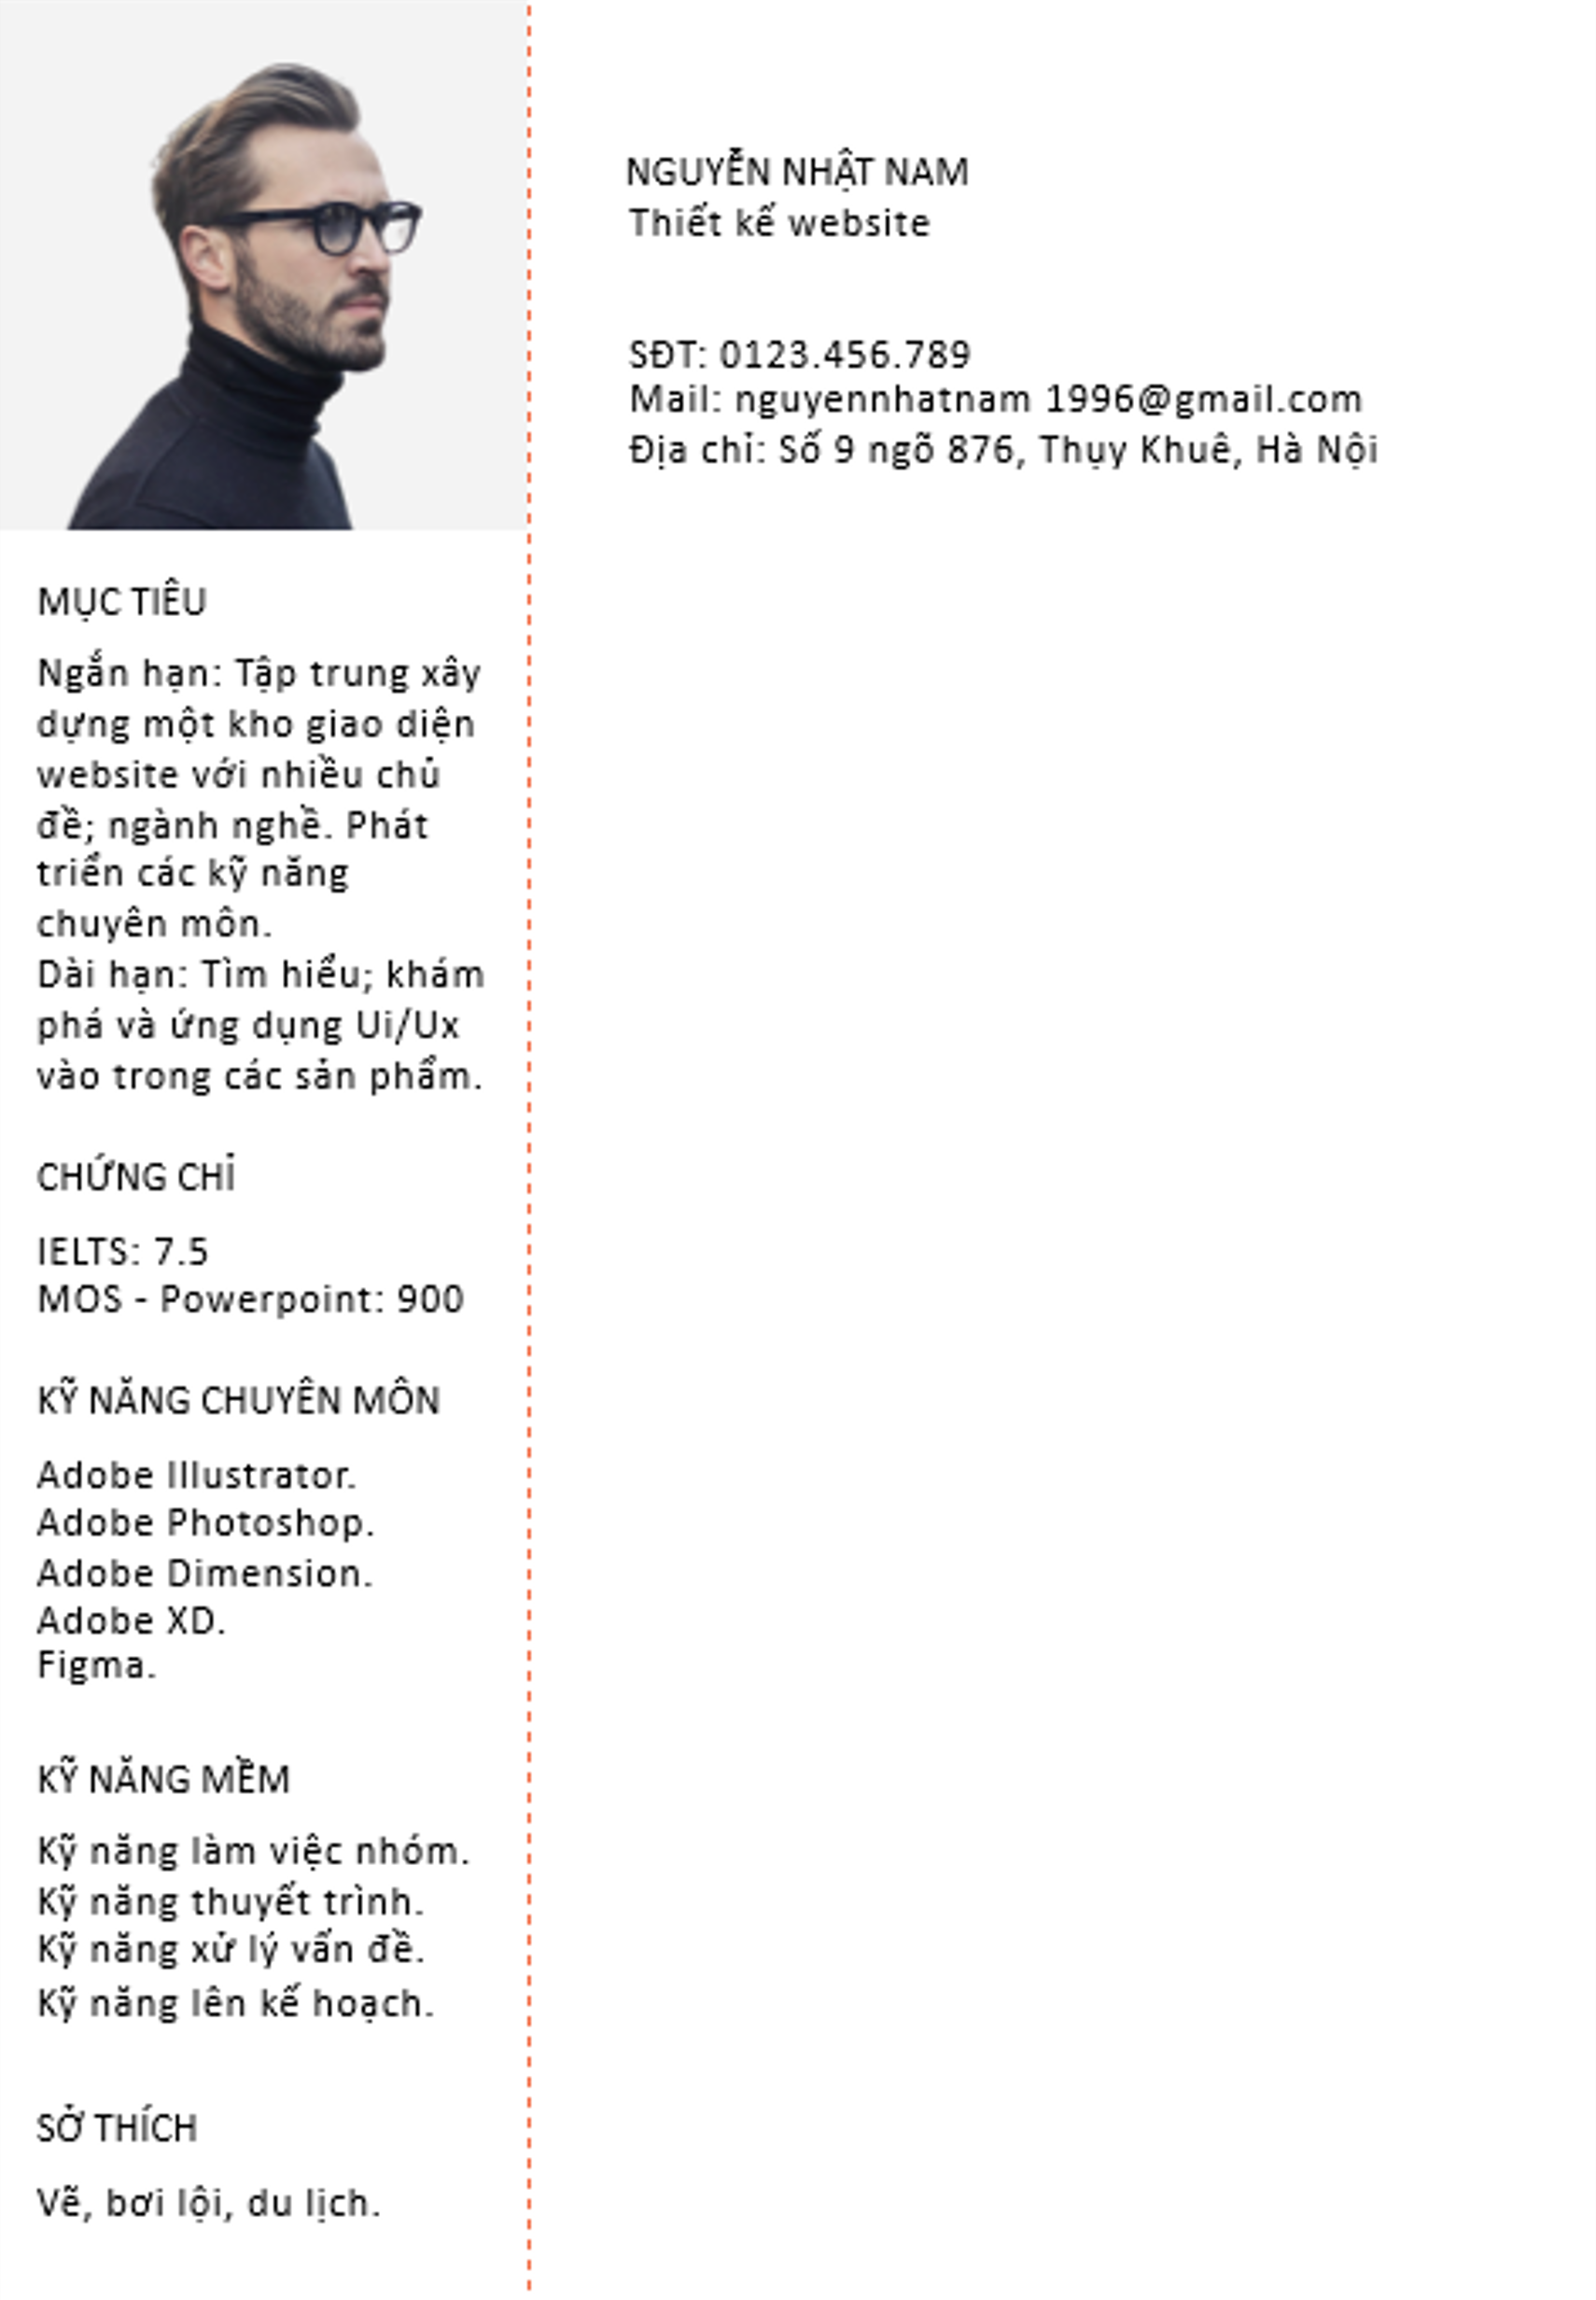 NGUYỄN NHẬT NAM
Thiết kế website
SĐT: 0123.456.789
Mail: nguyennhatnam 1996@gmail.com
Địa chỉ: Số 9 ngõ 876, Thụy Khuê, Hà Nội
MỤC TIÊU
Ngắn hạn: Tập trung xây
dựng một kho giao diện
website với nhiều chủ
đề; ngành nghề. Phát
triển các kỹ năng
chuyên môn.
Dài hạn: Tìm hiểu; khám
phá và ứng dụng Ui/Ux
vào trong các sản phẩm.
CHỨNG CHỈ
IELTS: 7.5
MOS - Powerpoint: 900
KỸ NĂNG CHUYÊN MÔN
Adobe Illustrator.
Adobe Photoshop.
Adobe Dimension.
Adobe XD.
Figma.
KỸ NĂNG MỀM
Kỹ năng làm việc nhóm.
Kỹ năng thuyết trình.
Kỹ năng xử lý vấn đề.
Kỹ năng lên kế hoạch.
SỞ THÍCH
Vẽ, bơi lội, du lịch.